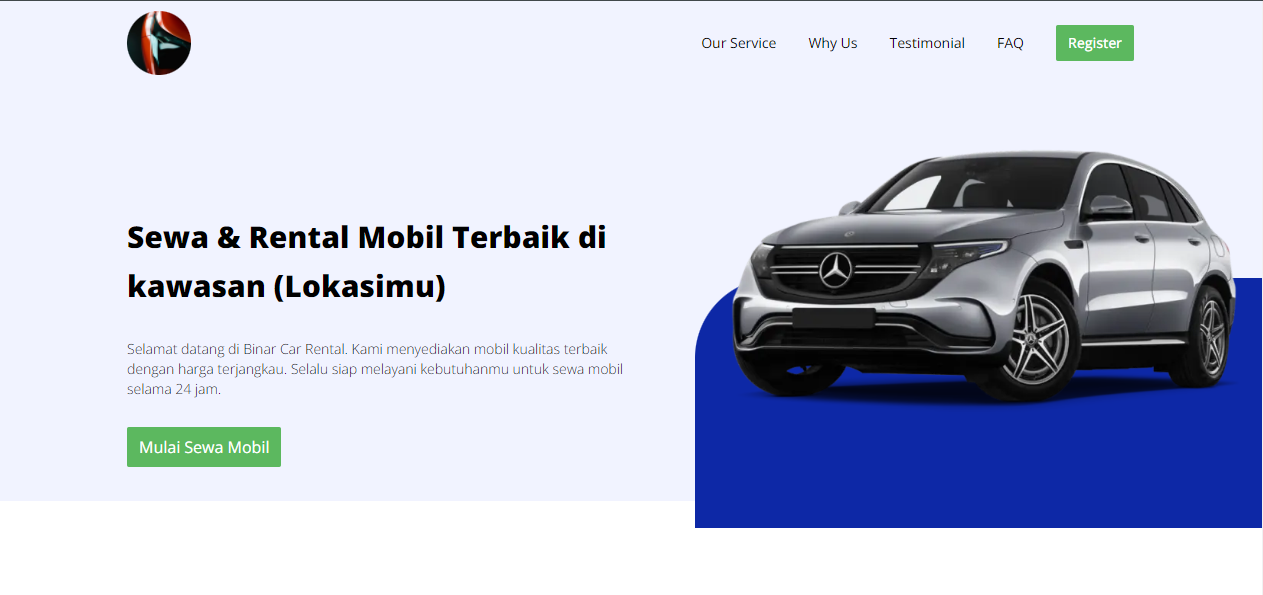 Our Service
Why Us
Testimonial
FAQ
Register
Sewa & Rental Mobil Terbaik di
kawasan (Lokasimu)
Selamat datang di Binar Car Rental. Kami menyediakan mobil kualitas terbaik
dengan harga terjangkau. Selalu siap melayani kebutuhanmu untuk sewa mobil
selama 24 jam.
Mulai Sewa Mobil